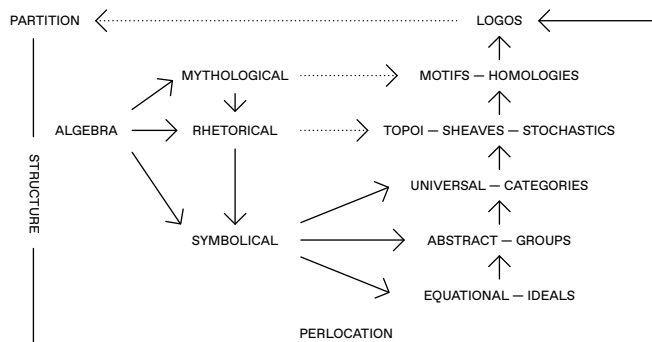 PARTITION
LOGOS
MYTHOLOGICAL
MOTIFS — HOMOLOGIES
ALGEBRA
RHETORICAL
TOPOI — SHEAVES — STOCHASTICS
STRUCTURE
UNIVERSAL — CATEGORIES
SYMBOLICAL
ABSTRACT — GROUPS
EQUATIONAL — IDEALS
PERLOCATION